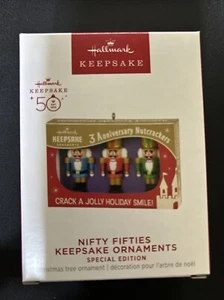 Hallmark
KEEPSAKE
KEEPSAKE
50
Hallmark
KEEPSAKE
ORNAMENTS
3 Anniversary Nutcrackers
CRACK A JOLLY HOLIDAY SMILE!
NIFTY FIFTIES
KEEPSAKE ORNAMENTS
SPECIAL EDITION
christmas tree ornament | décoration pour l'arbre de noël